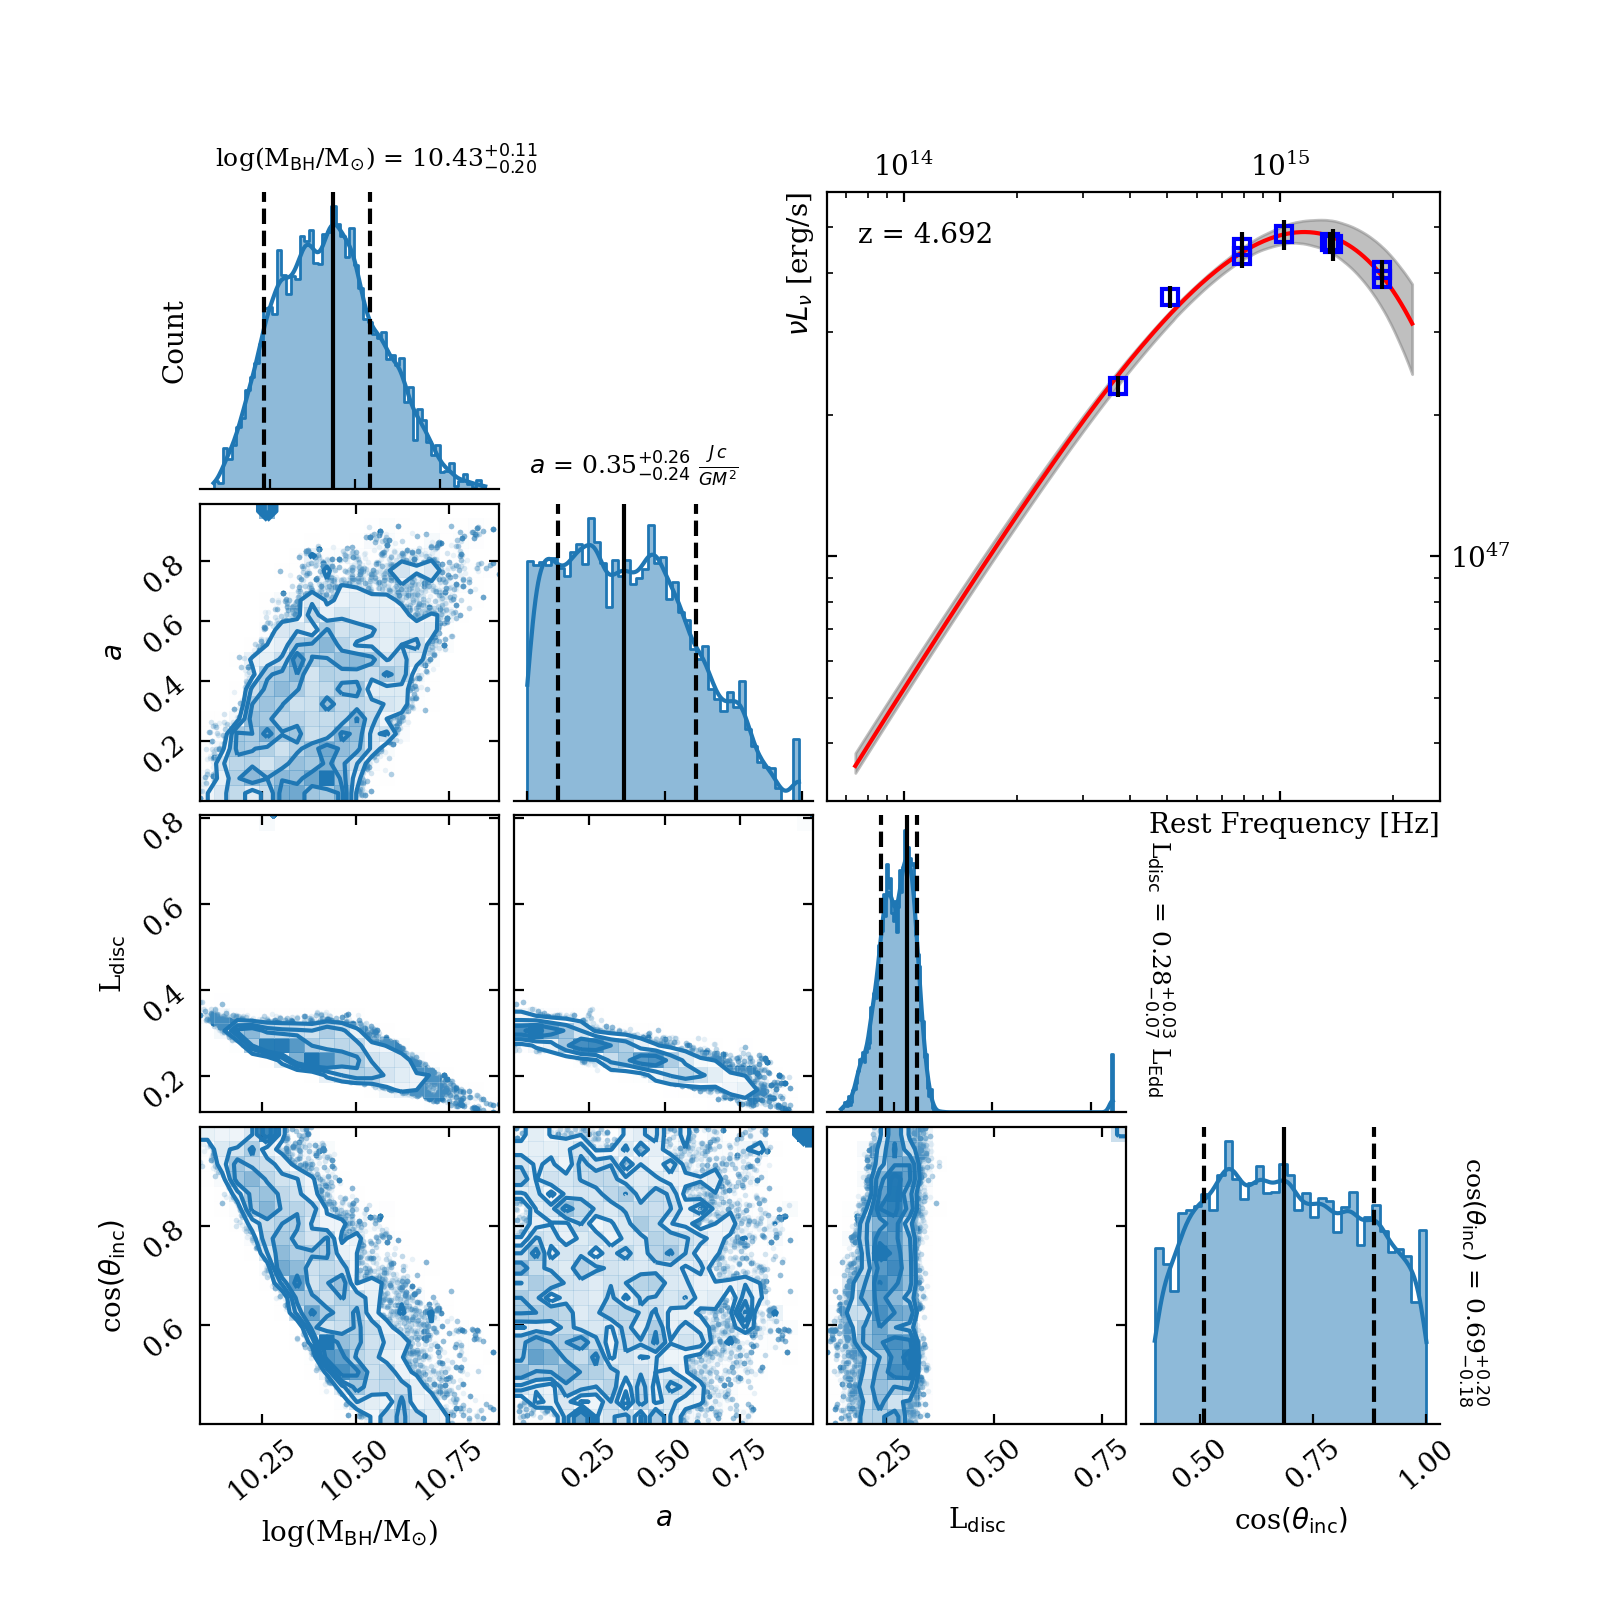 log(M_BH/M_⊙) = 10.43^{+0.11}_{−0.20}
10^{14}
10^{15}
νL_ν [erg/s]
z = 4.692
Count
a = 0.35^{+0.26}_{−0.24} \frac{Jc}{GM^2}
10^{47}
0.8
0.6
0.4
0.2
a
Rest Frequency [Hz]
L_disc = 0.28^{+0.03}_{−0.07} L_Edd
0.8
0.6
0.4
0.2
L_disc
cos(θ_inc) = 0.69^{+0.20}_{−0.18}
0.8
0.6
cos(θ_inc)
10.25
10.50
10.75
0.25
0.50
0.75
0.25
0.50
0.75
0.50
0.75
1.00
log(M_BH/M_⊙)
a
L_disc
cos(θ_inc)